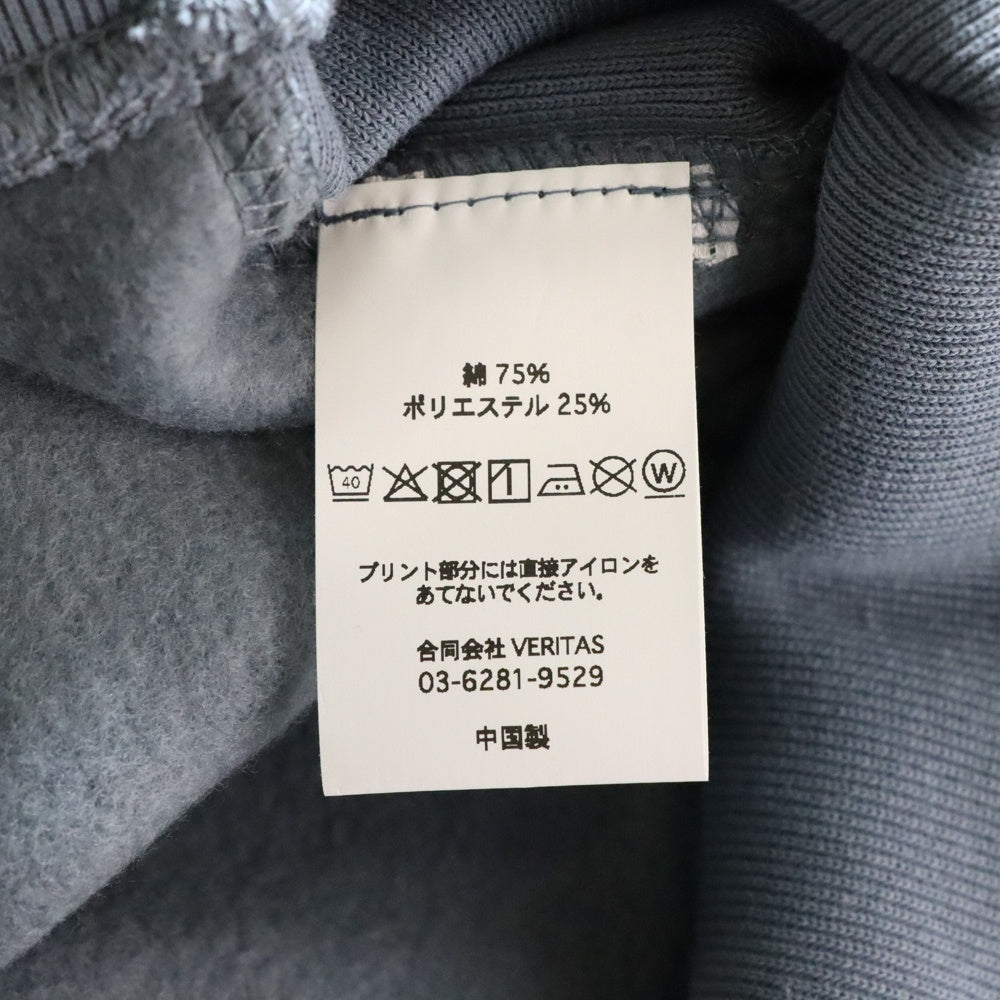 綿 75%
ポリエステル 25%
40 W
プリント部分には直接アイロンを
あてないでください。
合同会社 VERITAS
03-6281-9529
中国製